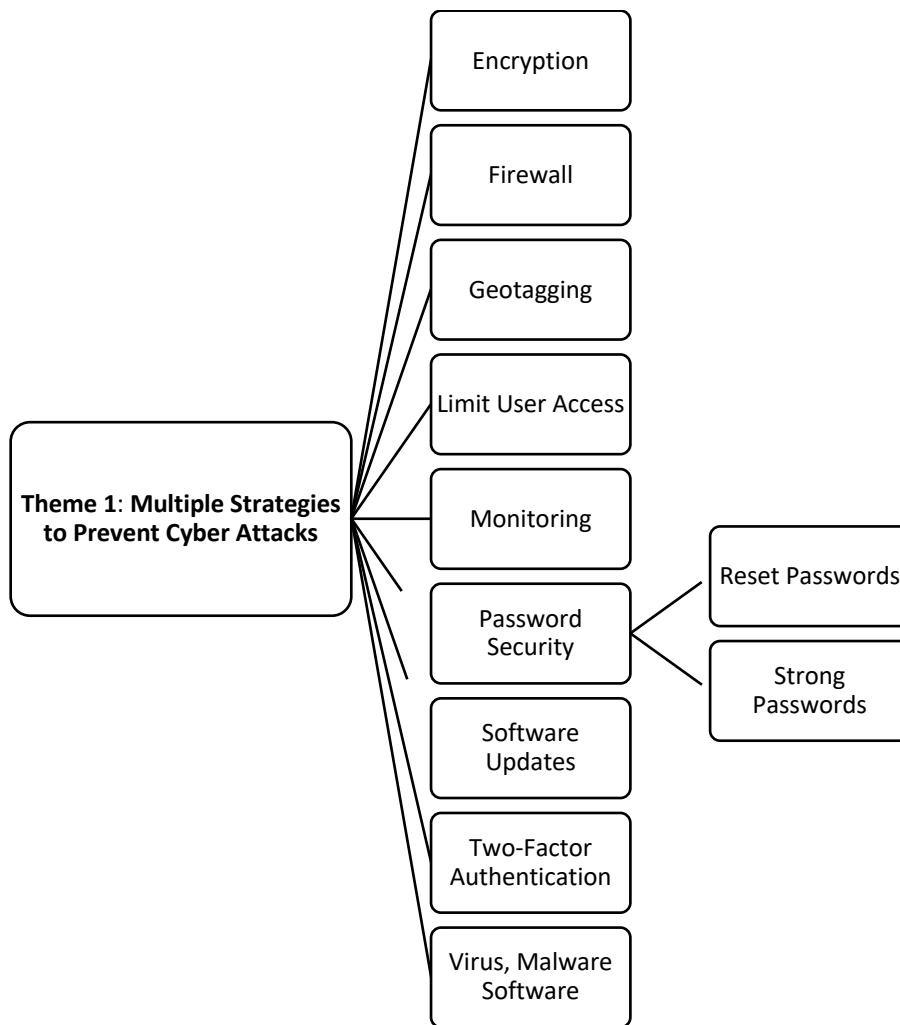 Encryption
Firewall
Geotagging
Limit User Access
Theme 1: Multiple Strategies
to Prevent Cyber Attacks
Monitoring
Password
Security
Reset Passwords
Strong
Passwords
Software
Updates
Two-Factor
Authentication
Virus, Malware
Software